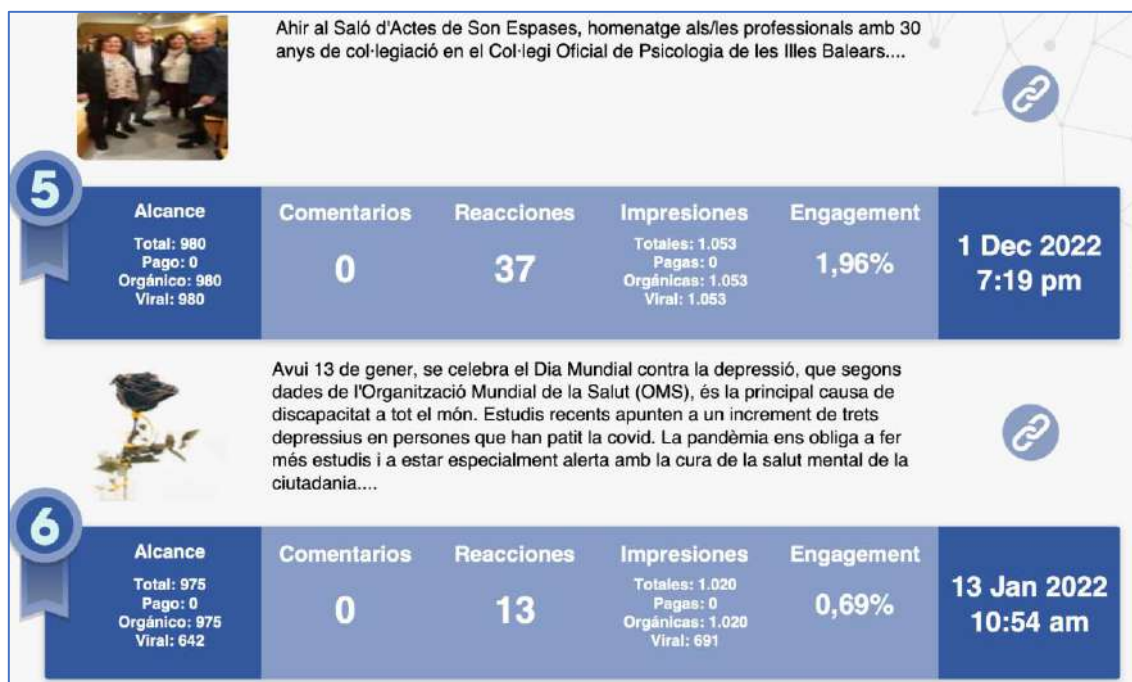 Ahir al Saló d'Actes de Son Espases, homenatge als/les professionals amb 30
anys de col·legiació en el Col·legi Oficial de Psicologia de les Illes Balears....
5
Alcance
Total: 980
Pago: 0
Orgánico: 980
Viral: 980
Comentarios
0
Reacciones
37
Impresiones
Totales: 1.053
Pagas: 0
Orgánicas: 1.053
Viral: 1.053
Engagement
1,96%
1 Dec 2022
7:19 pm
Avui 13 de gener, se celebra el Dia Mundial contra la depressió, que segons
dades de l'Organització Mundial de la Salut (OMS), és la principal causa de
discapacitat a tot el món. Estudis recents apunten a un increment de trets
depressius en persones que han patit la covid. La pandèmia ens obliga a fer
més estudis i a estar especialment alerta amb la cura de la salut mental de la
ciutadania....
6
Alcance
Total: 975
Pago: 0
Orgánico: 975
Viral: 642
Comentarios
0
Reacciones
13
Impresiones
Totales: 1.020
Pagas: 0
Orgánicas: 1.020
Viral: 691
Engagement
0,69%
13 Jan 2022
10:54 am